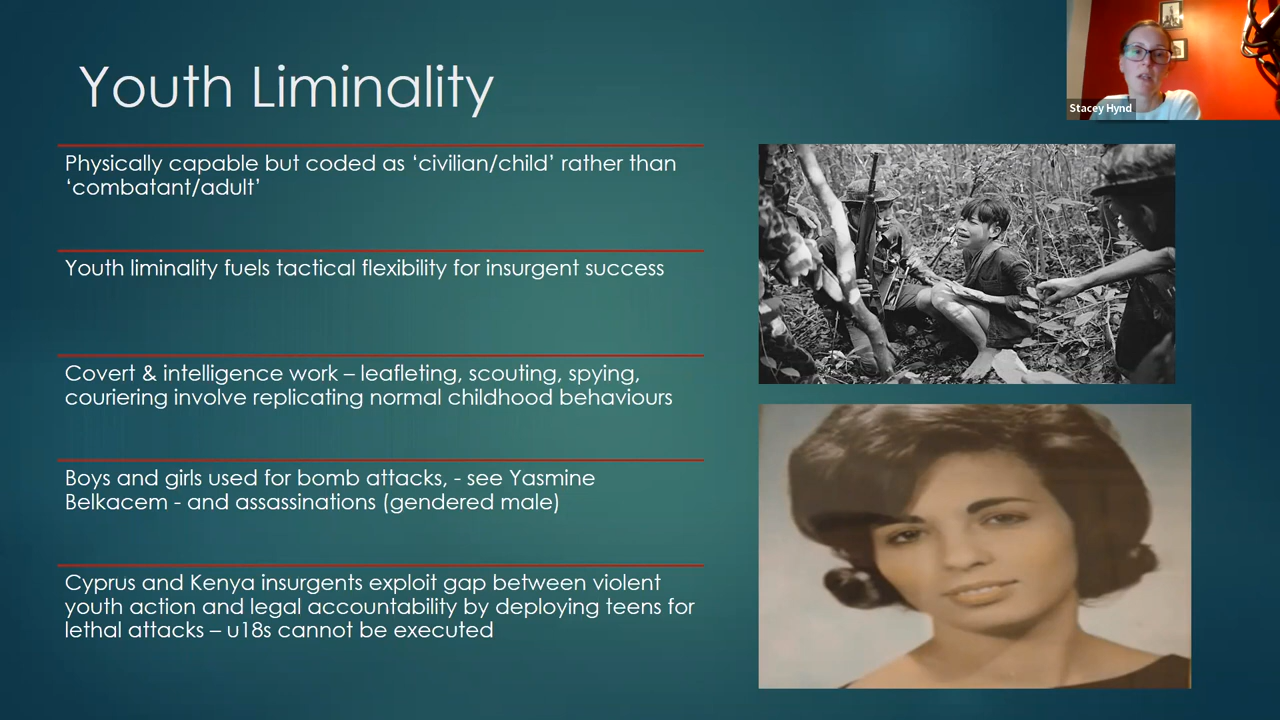 Youth Liminality
Stacey Hynd
Physically capable but coded as ‘civilian/child’ rather than
‘combatant/adult’
Youth liminality fuels tactical flexibility for insurgent success
Covert & intelligence work – leafleting, scouting, spying,
couriering involve replicating normal childhood behaviours
Boys and girls used for bomb attacks, - see Yasmine
Belkacem - and assassinations (gendered male)
Cyprus and Kenya insurgents exploit gap between violent
youth action and legal accountability by deploying teens for
lethal attacks – u18s cannot be executed